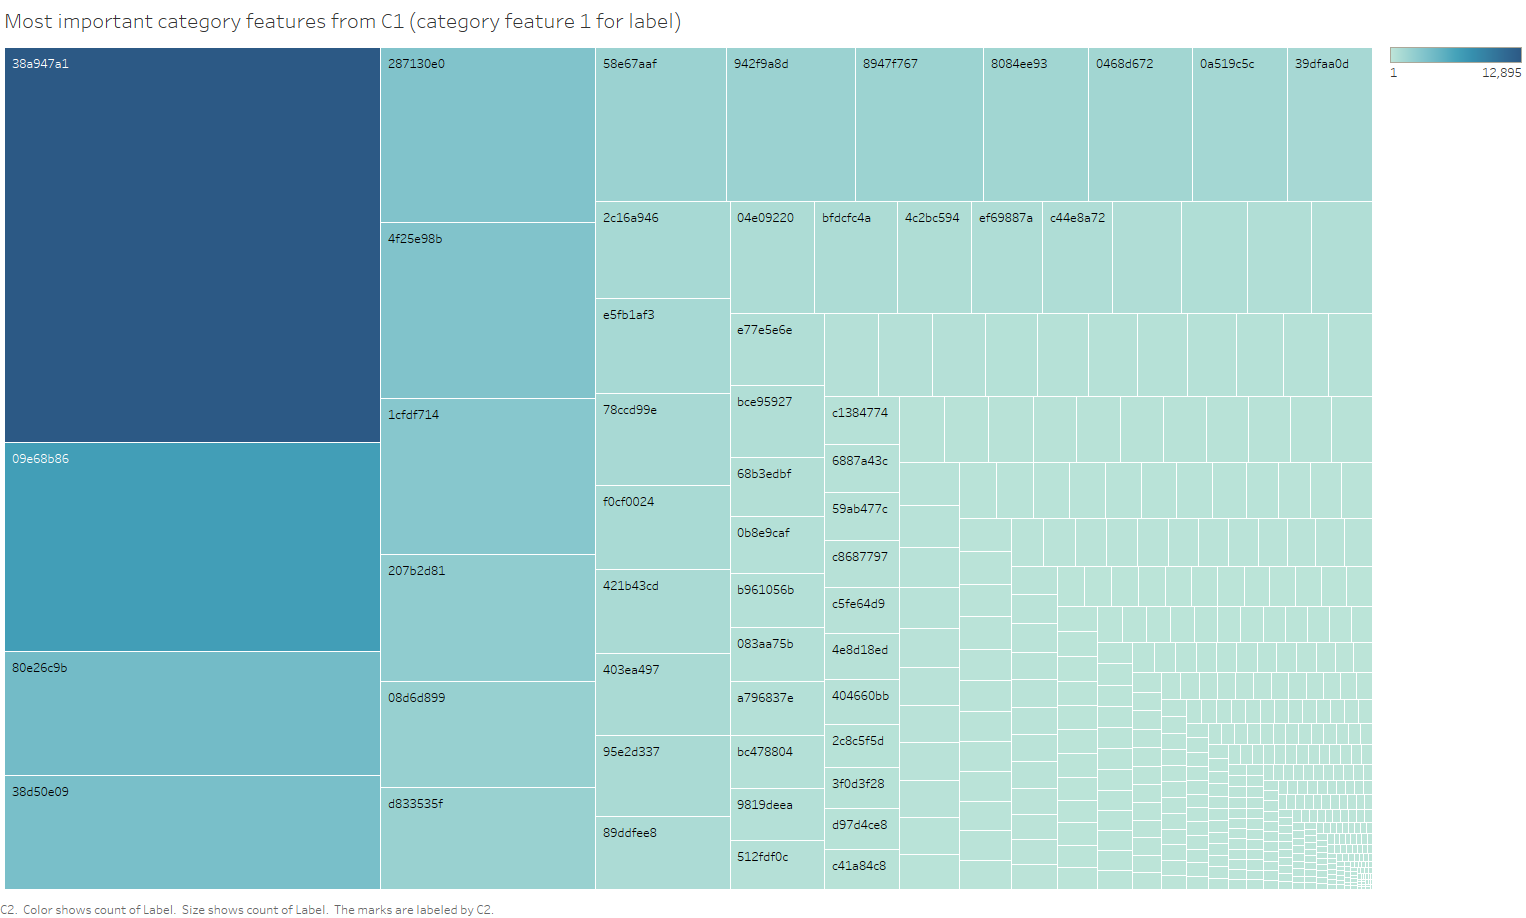 Most important category features from C1 (category feature 1 for label)
38a947a1
09e68b86
80e26c9b
38d50e09
287130e0
4f25e98b
1cfdf714
207b2d81
08d6d899
d833535f
58e67aaf
942f9a8d
8947f767
8084ee93
0468d672
0a519c5c
39dfaa0d
2c16a946
e5fb1af3
78ccd99e
f0cf0024
421b43cd
403ea497
95e2d337
89ddfee8
04e09220
bfdcfc4a
4c2bc594
ef69887a
c44e8a72
e77e5e6e
bce95927
68b3edbf
0b8e9caf
b961056b
083aa75b
a796837e
bc478804
9819deea
512fdf0c
c1384774
6887a43c
59ab477c
c8687797
c5fe64d9
4e8d18ed
404660bb
2c8c5f5d
3f0d3f28
d97d4ce8
c41a84c8
1
12,895
C2. Color shows count of Label. Size shows count of Label. The marks are labeled by C2.